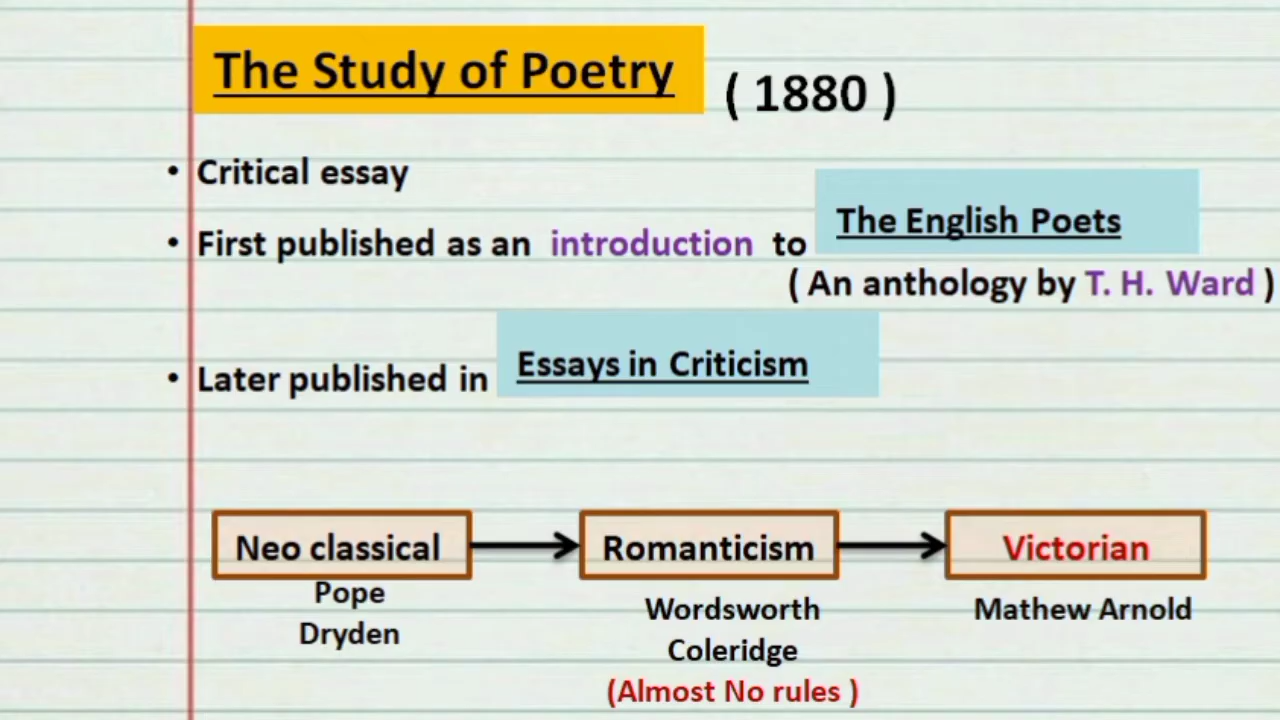 The Study of Poetry ( 1880 )
• Critical essay
• First published as an introduction to The English Poets
( An anthology by T. H. Ward )
• Later published in Essays in Criticism
Neo classical
Pope
Dryden
Romanticism
Wordsworth
Coleridge
(Almost No rules )
Victorian
Mathew Arnold